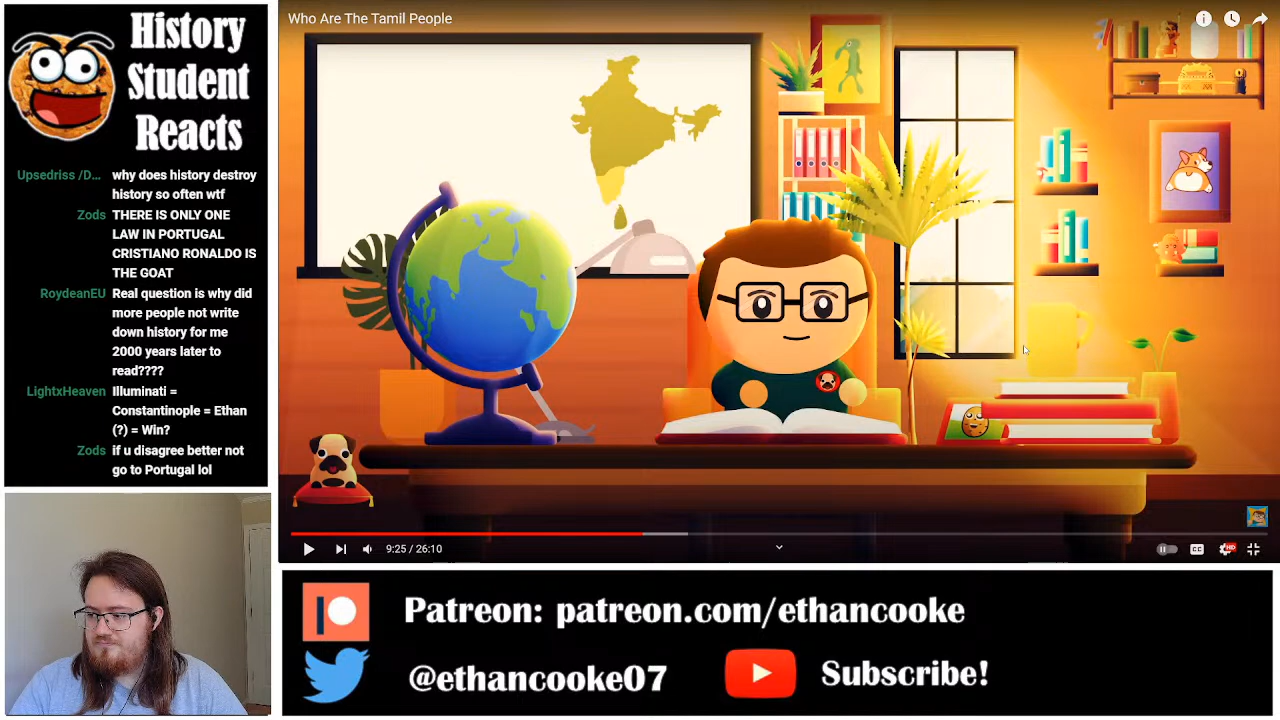 History
Student
Reacts
Upsedriss /D... why does history destroy
history so often wtf
Zods THERE IS ONLY ONE
LAW IN PORTUGAL
CRISTIANO RONALDO IS
THE GOAT
RoydeanEU Real question is why did
more people not write
down history for me
2000 years later to
read????
LightxHeaven Illuminati =
Constantinople = Ethan
(?) = Win?
Zods if u disagree better not
go to Portugal lol
Who Are The Tamil People
9:25 / 26:10
CC
HD
Patreon: patreon.com/ethancooke
@ethancooke07 Subscribe!